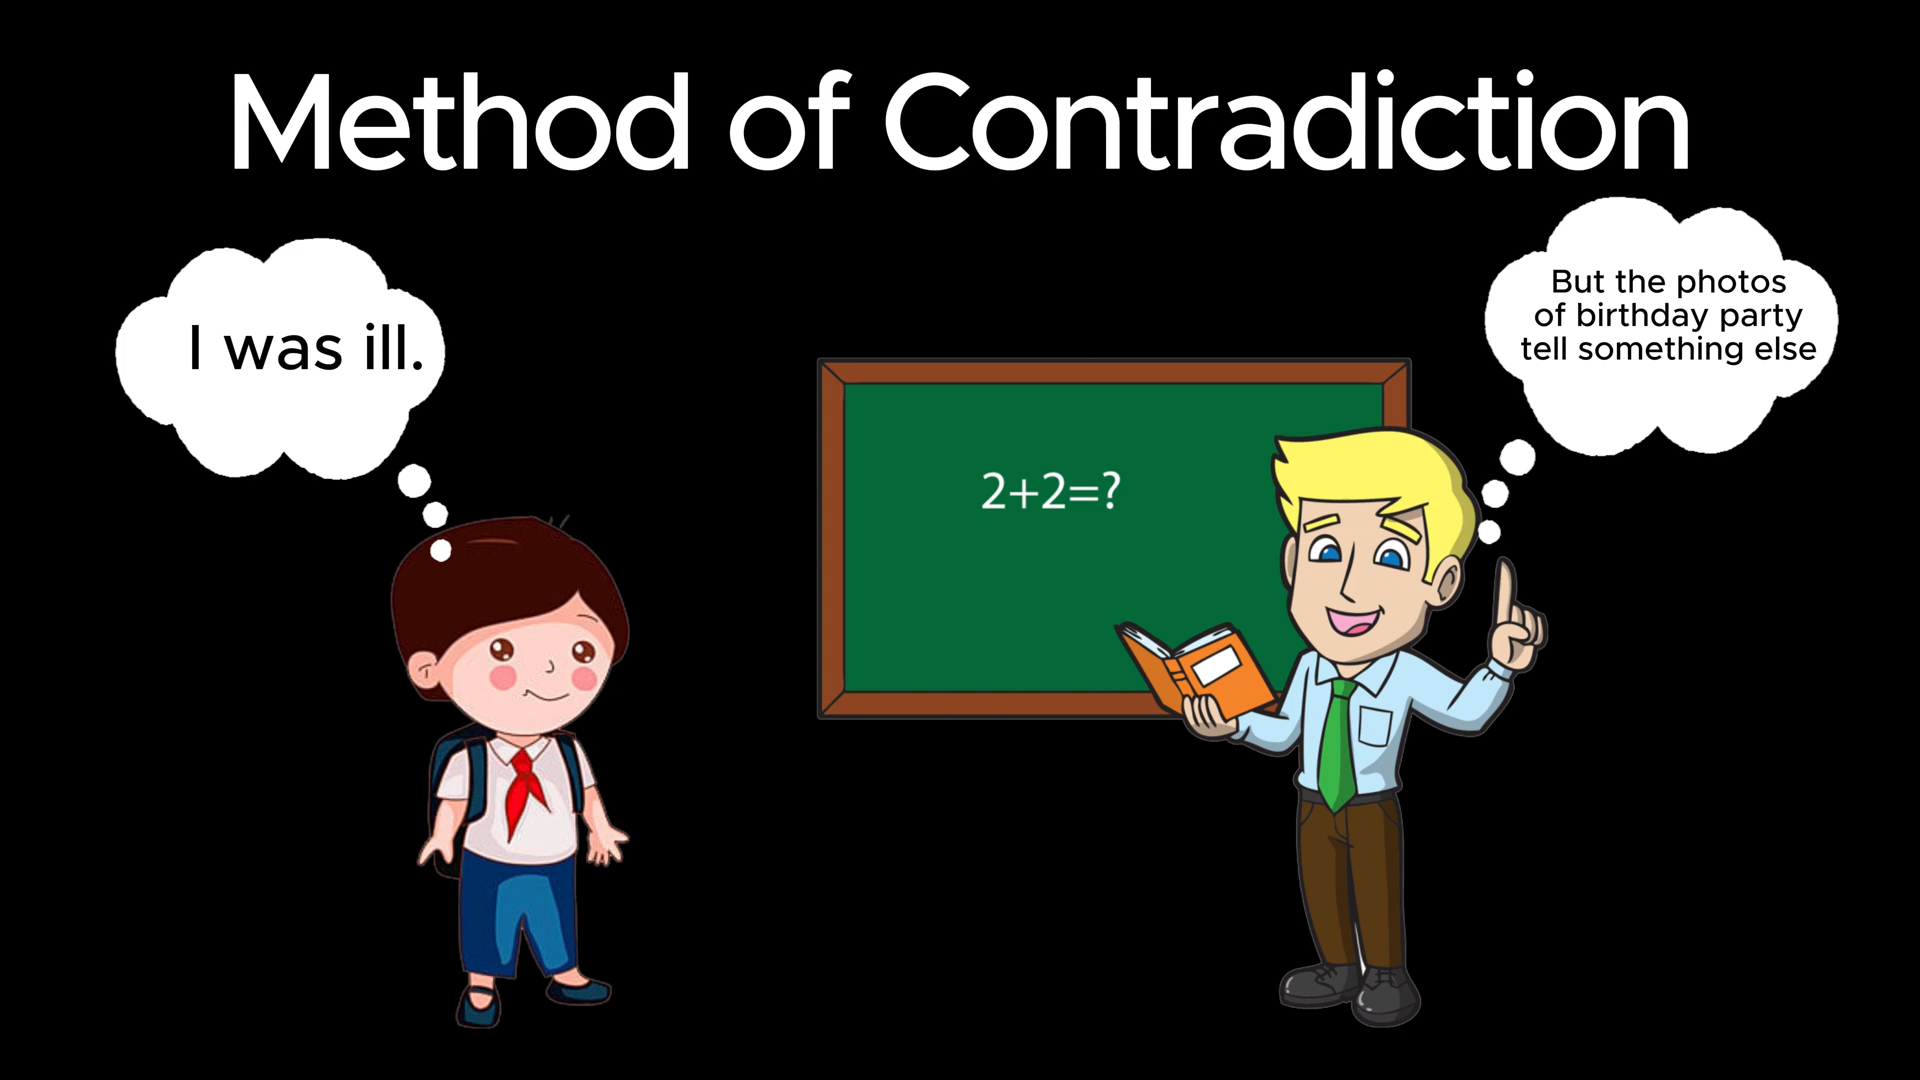 Method of Contradiction
I was ill.
But the photos
of birthday party
tell something else
2+2=?